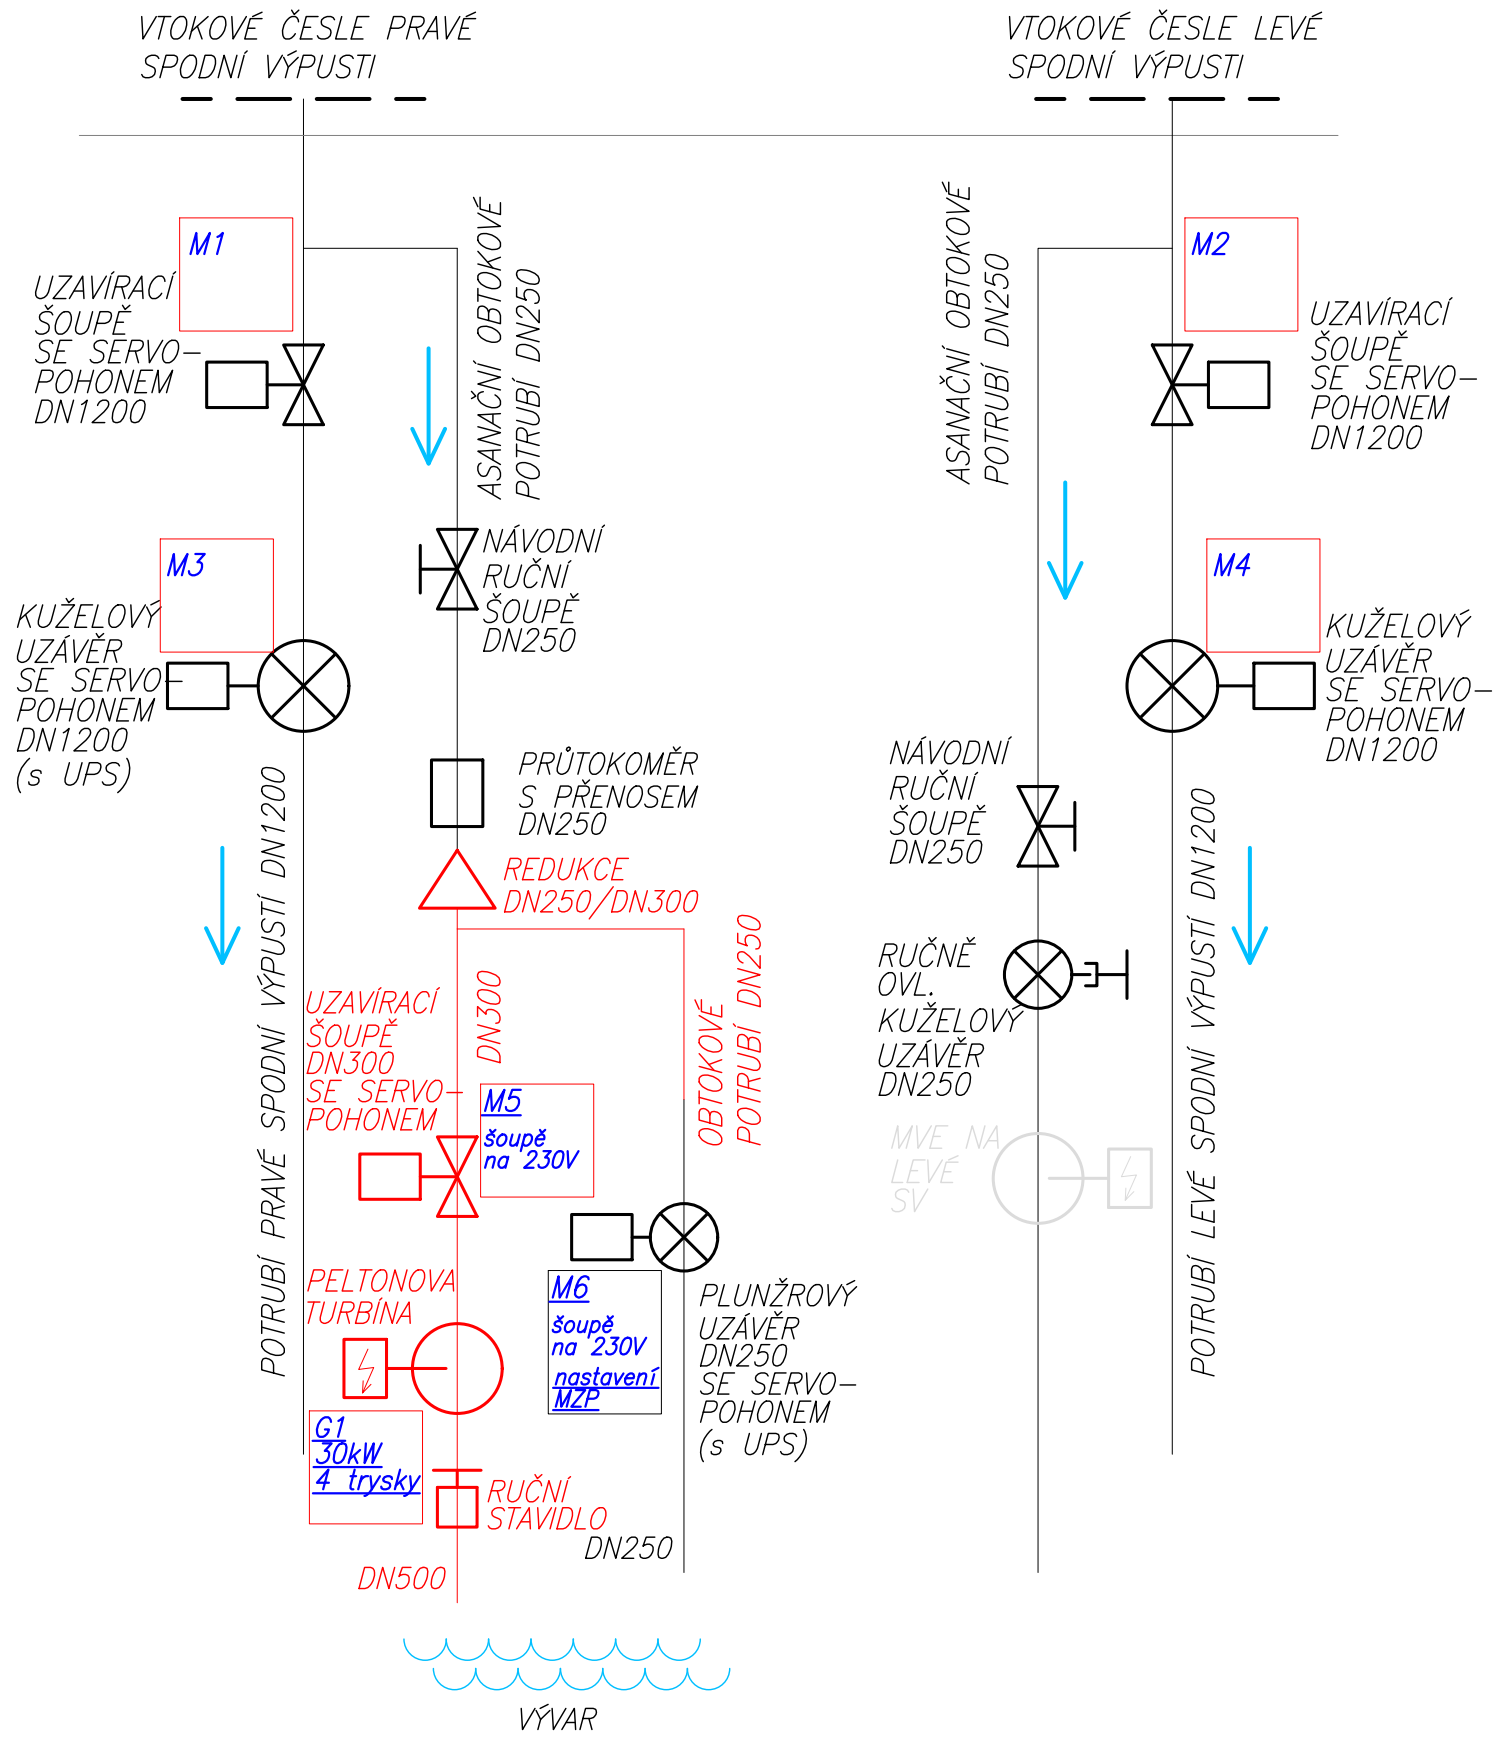 VTOKOVÉ ČESLE PRAVÉ
SPODNÍ VÝPUSTI
VTOKOVÉ ČESLE LEVÉ
SPODNÍ VÝPUSTI
M1
UZAVÍRACÍ
ŠOUPĚ
SE SERVO-
POHONEM
DN1200
ASANAČNÍ OBTOKOVÉ
POTRUBÍ DN250
ASANAČNÍ OBTOKOVÉ
POTRUBÍ DN250
M2
UZAVÍRACÍ
ŠOUPĚ
SE SERVO-
POHONEM
DN1200
M3
KUŽELOVÝ
UZÁVĚR
SE SERVO-
POHONEM
DN1200
(s UPS)
NÁVODNÍ
RUČNÍ
ŠOUPĚ
DN250
M4
KUŽELOVÝ
UZÁVĚR
SE SERVO-
POHONEM
DN1200
PRŮTOKOMĚR
S PŘENOSEM
DN250
NÁVODNÍ
RUČNÍ
ŠOUPĚ
DN250
REDUKCE
DN250/DN300
POTRUBÍ PRAVÉ SPODNÍ VÝPUSTÍ DN1200
POTRUBÍ LEVÉ SPODNÍ VÝPUSTÍ DN1200
UZAVÍRACÍ
ŠOUPĚ
DN300
SE SERVO-
POHONEM
DN300
OBTOKOVÉ
POTRUBÍ DN250
RUČNĚ
OVL.
KUŽELOVÝ
UZÁVĚR
DN250
M5
šoupě
na 230V
MVE NA
LEVÉ
SV
PELTONOVA
TURBÍNA
M6
šoupě
na 230V
nastavení
MZP
PLUNŽROVÝ
UZÁVĚR
DN250
SE SERVO-
POHONEM
(s UPS)
G1
30kW
4 trysky
RUČNÍ
STAVIDLO
DN250
DN500
VÝVAR